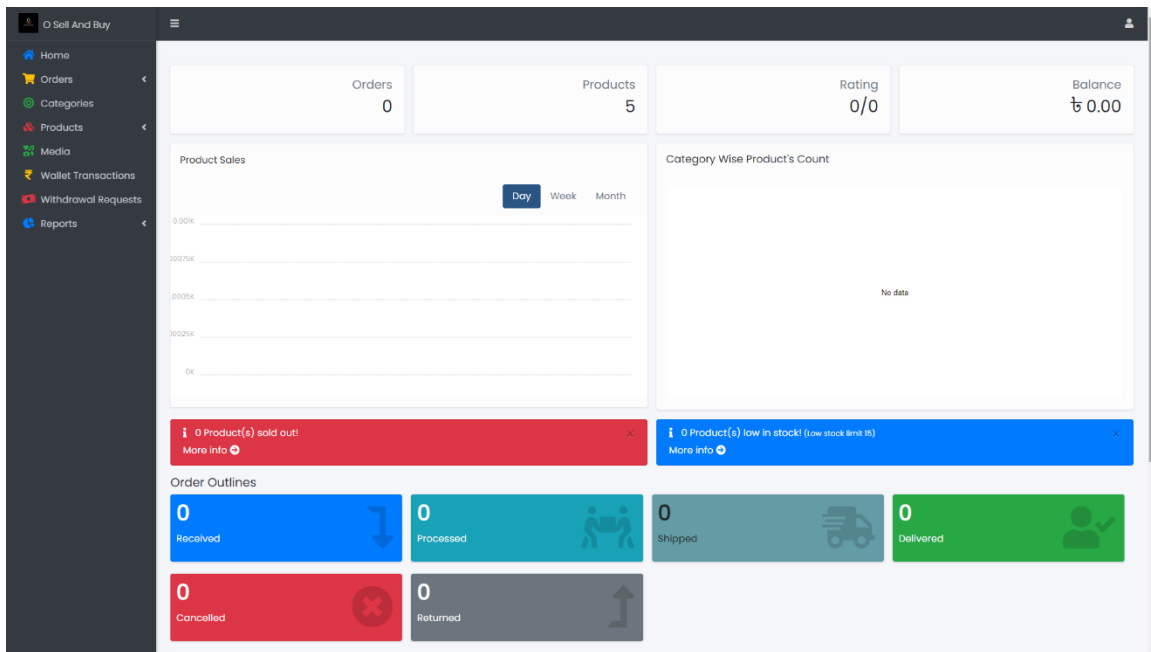 O Sell And Buy
Home
Orders
Categories
Products
Media
Wallet Transactions
Withdrawal Requests
Reports
Orders
0
Products
5
Rating
0/0
Balance
৳ 0.00
Product Sales
Day Week Month
0.001K
00075K
.0005K
00025K
0K
Category Wise Product's Count
No data
0 Product(s) sold out! ×
More info
0 Product(s) low in stock! (Low stock limit 15) ×
More info
Order Outlines
0
Received
0
Processed
0
Shipped
0
Delivered
0
Cancelled
0
Returned